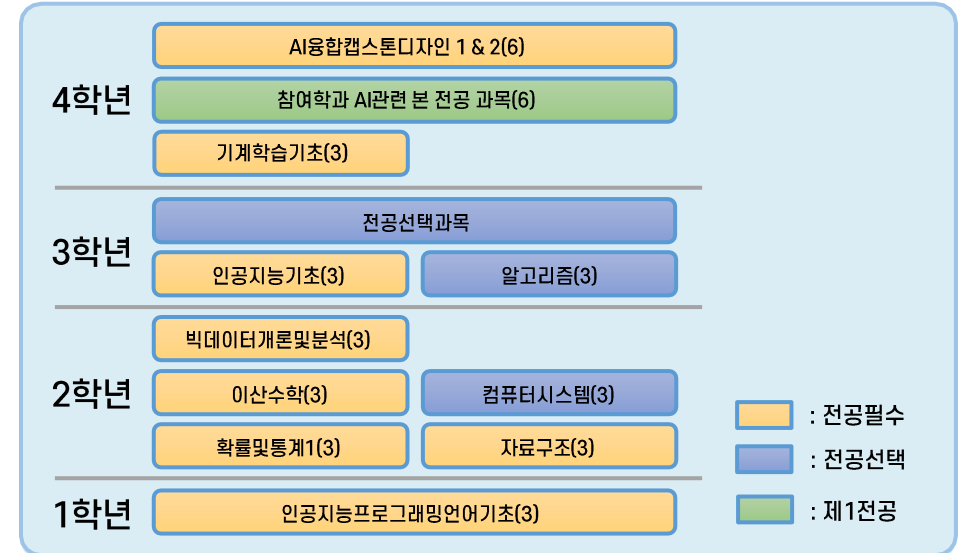 4학년
AI융합캡스톤디자인 1 & 2(6)
참여학과 AI관련 본 전공 과목(6)
기계학습기초(3)
3학년
전공선택과목
인공지능기초(3)
알고리즘(3)
2학년
빅데이터개론및분석(3)
이산수학(3)
컴퓨터시스템(3)
확률및통계1(3)
자료구조(3)
1학년
인공지능프로그래밍언어기초(3)
: 전공필수
: 전공선택
: 제1전공